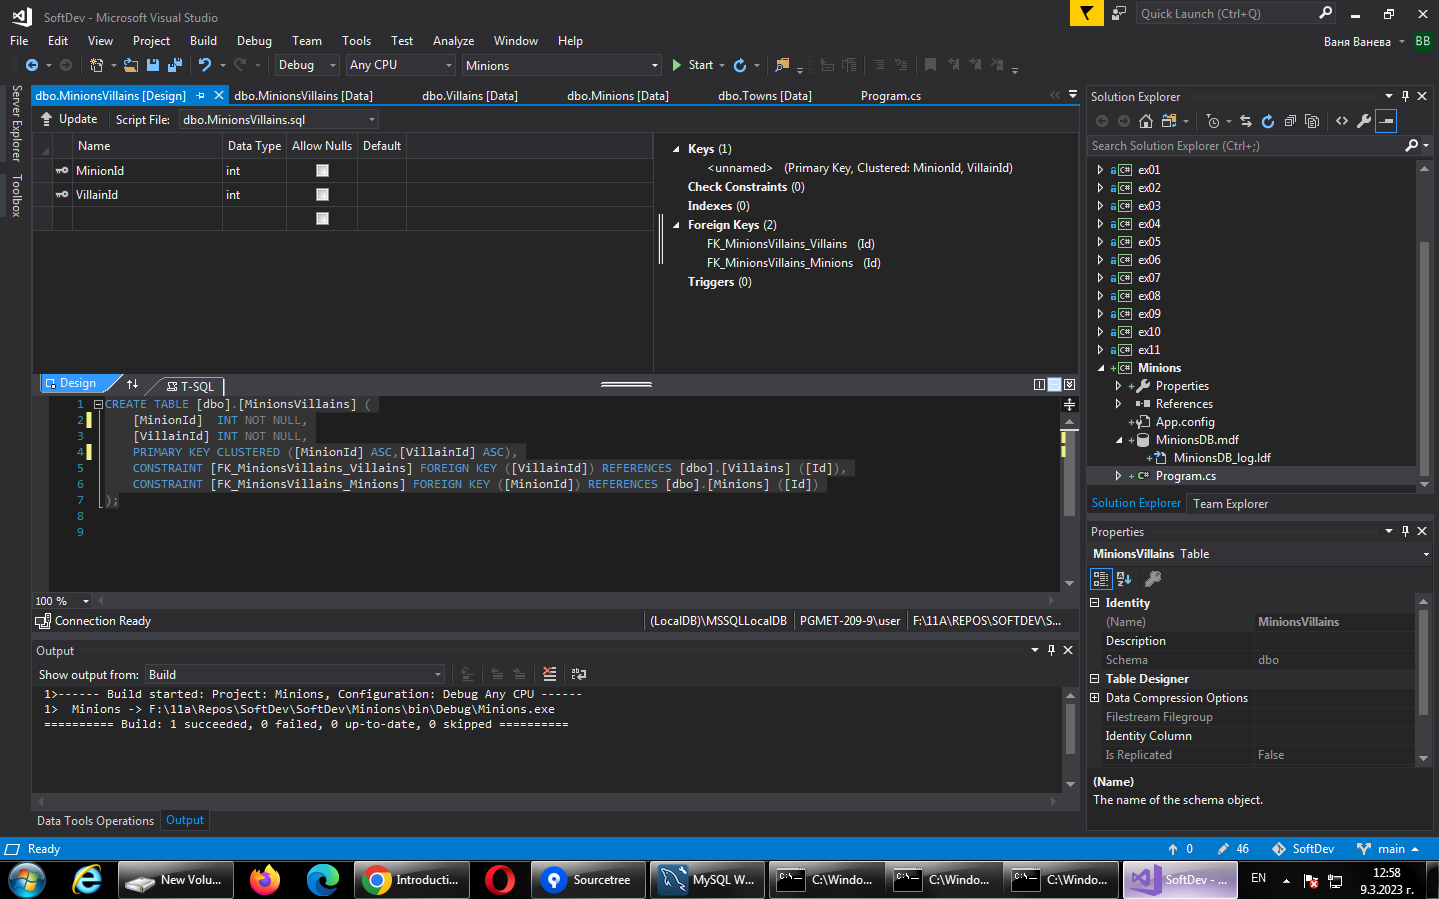 SoftDev - Microsoft Visual Studio
Quick Launch (Ctrl+Q)
File Edit View Project Build Debug Team Tools Test Analyze Window Help
Ваня Ванева BB
Debug Any CPU Minions Start
Server Explorer
Toolbox
dbo.MinionsVillains [Design] dbo.MinionsVillains [Data] dbo.Villains [Data] dbo.Minions [Data] dbo.Towns [Data] Program.cs
Update Script File: dbo.MinionsVillains.sql
Name Data Type Allow Nulls Default
MinionId int
VillainId int
Keys (1)
<unnamed> (Primary Key, Clustered: MinionId, VillainId)
Check Constraints (0)
Indexes (0)
Foreign Keys (2)
FK_MinionsVillains_Villains (Id)
FK_MinionsVillains_Minions (Id)
Triggers (0)
Design T-SQL
1 CREATE TABLE [dbo].[MinionsVillains] (
2 [MinionId] INT NOT NULL,
3 [VillainId] INT NOT NULL,
4 PRIMARY KEY CLUSTERED ([MinionId] ASC,[VillainId] ASC),
5 CONSTRAINT [FK_MinionsVillains_Villains] FOREIGN KEY ([VillainId]) REFERENCES [dbo].[Villains] ([Id]),
6 CONSTRAINT [FK_MinionsVillains_Minions] FOREIGN KEY ([MinionId]) REFERENCES [dbo].[Minions] ([Id])
7 );
8
9
100 %
Connection Ready (LocalDB)\MSSQLLocalDB PGMET-209-9\user F:\11A\REPOS\SOFTDEV\S...
Output
Show output from: Build
1>------ Build started: Project: Minions, Configuration: Debug Any CPU ------
1> Minions -> F:\11a\Repos\SoftDev\SoftDev\Minions\bin\Debug\Minions.exe
========== Build: 1 succeeded, 0 failed, 0 up-to-date, 0 skipped ==========
Data Tools Operations Output
Solution Explorer
Search Solution Explorer (Ctrl+;)
C# ex01
C# ex02
C# ex03
C# ex04
C# ex05
C# ex06
C# ex07
C# ex08
C# ex09
C# ex10
C# ex11
C# Minions
Properties
References
App.config
MinionsDB.mdf
MinionsDB_log.ldf
C# Program.cs
Solution Explorer Team Explorer
Properties
MinionsVillains Table
Identity
(Name) MinionsVillains
Description
Schema dbo
Table Designer
Data Compression Options
Filestream Filegroup
Identity Column
Is Replicated False
(Name)
The name of the schema object.
Ready 0 46 SoftDev main
New Volu... Introducti... Sourcetree MySQL W... C:\Windo... C:\Windo... C:\Windo... SoftDev - ... EN 12:58
9.3.2023 г.